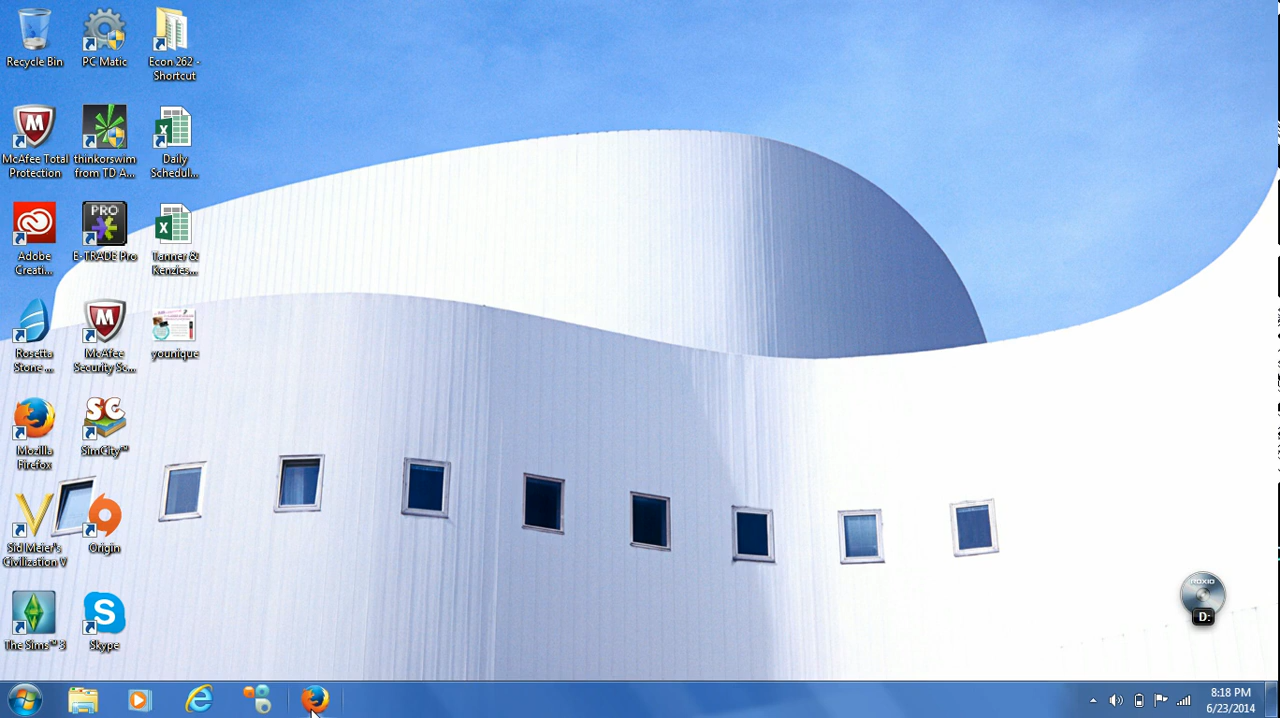 Recycle Bin
PC Matic
Econ 262 -
Shortcut
McAfee Total
Protection
thinkorswim
from TD A...
Daily
Schedul...
PRO
Adobe
Creati...
E-TRADE Pro
Tanner &
Kenzies...
Rosetta
Stone ...
McAfee
Security Sc...
younique
SC
Mozilla
Firefox
SimCity™
Sid Meier's
Civilization V
Origin
The Sims™ 3
Skype
ROXIO
D:
8:18 PM
6/23/2014